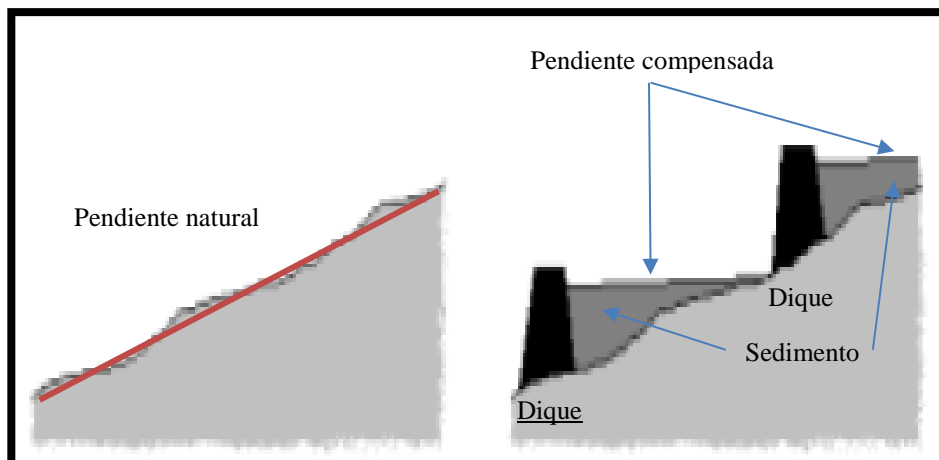 Pendiente natural
Pendiente compensada
Dique
Sedimento
Dique